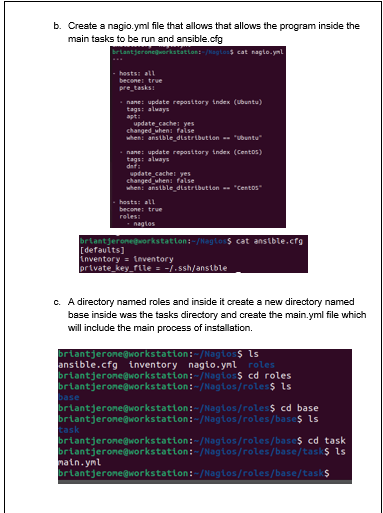 b. Create a nagio.yml file that allows that allows the program inside the
main tasks to be run and ansible.cfg
briantjerome@workstation:~/Nagios$ cat nagio.yml
---
- hosts: all
become: true
pre_tasks:
- name: update repository index (Ubuntu)
tags: always
apt:
update_cache: yes
changed_when: false
when: ansible_distribution == "Ubuntu"
- name: update repository index (CentOS)
tags: always
dnf:
update_cache: yes
changed_when: false
when: ansible_distribution == "CentOS"
- hosts: all
become: true
roles:
- nagios
briantjerome@workstation:~/Nagios$ cat ansible.cfg
[defaults]
inventory = inventory
private_key_file = ~/.ssh/ansible
c. A directory named roles and inside it create a new directory named
base inside was the tasks directory and create the main.yml file which
will include the main process of installation.
briantjerome@workstation:~/Nagios$ ls
ansible.cfg inventory nagio.yml roles
briantjerome@workstation:~/Nagios$ cd roles
briantjerome@workstation:~/Nagios/roles$ ls
base
briantjerome@workstation:~/Nagios/roles$ cd base
briantjerome@workstation:~/Nagios/roles/base$ ls
task
briantjerome@workstation:~/Nagios/roles/base$ cd task
briantjerome@workstation:~/Nagios/roles/base/task$ ls
main.yml
briantjerome@workstation:~/Nagios/roles/base/task$